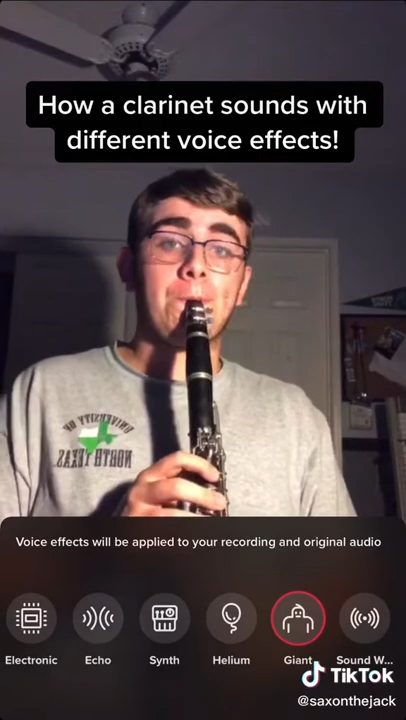 How a clarinet sounds with
different voice effects!
UNIVERSITY OF
NORTH TEXAS
Voice effects will be applied to your recording and original audio
Electronic
Echo
Synth
Helium
Giant
Sound W...
TikTok
@saxonthejack